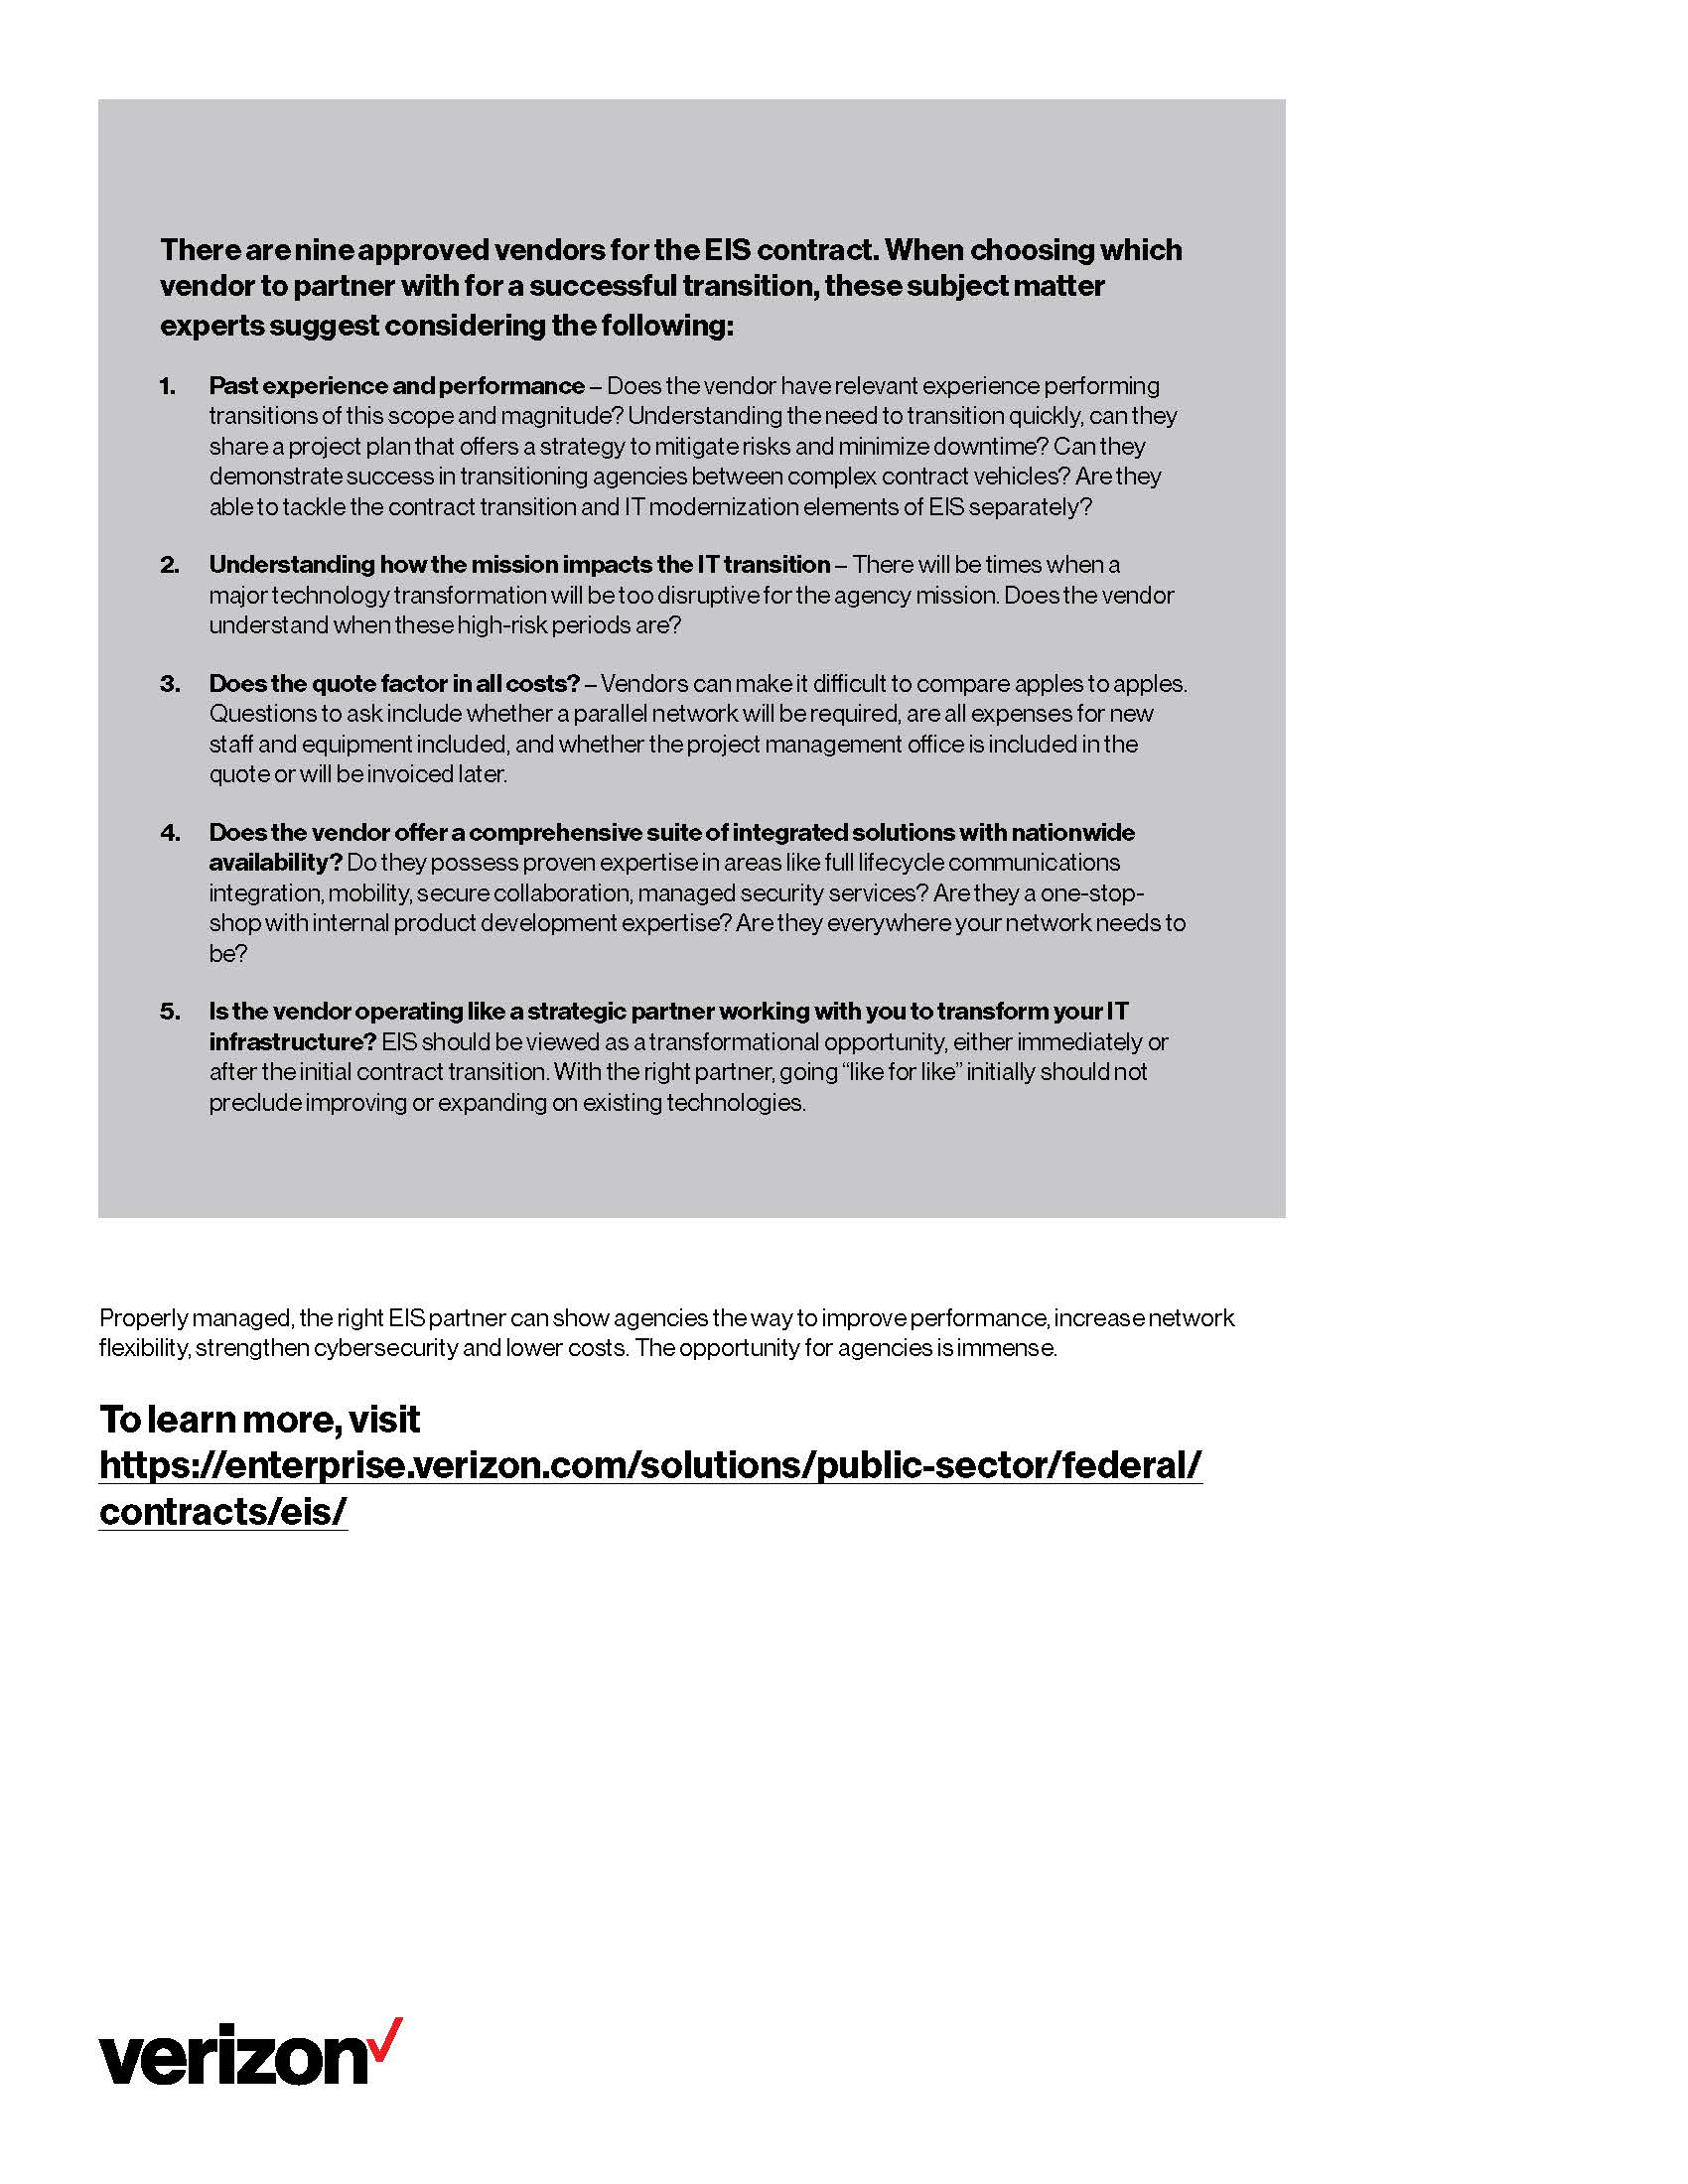 There are nine approved vendors for the EIS contract. When choosing which
vendor to partner with for a successful transition, these subject matter
experts suggest considering the following:
1. Past experience and performance – Does the vendor have relevant experience performing
transitions of this scope and magnitude? Understanding the need to transition quickly, can they
share a project plan that offers a strategy to mitigate risks and minimize downtime? Can they
demonstrate success in transitioning agencies between complex contract vehicles? Are they
able to tackle the contract transition and IT modernization elements of EIS separately?
2. Understanding how the mission impacts the IT transition – There will be times when a
major technology transformation will be too disruptive for the agency mission. Does the vendor
understand when these high-risk periods are?
3. Does the quote factor in all costs? – Vendors can make it difficult to compare apples to apples.
Questions to ask include whether a parallel network will be required, are all expenses for new
staff and equipment included, and whether the project management office is included in the
quote or will be invoiced later.
4. Does the vendor offer a comprehensive suite of integrated solutions with nationwide
availability? Do they possess proven expertise in areas like full lifecycle communications
integration, mobility, secure collaboration, managed security services? Are they a one-stop-
shop with internal product development expertise? Are they everywhere your network needs to
be?
5. Is the vendor operating like a strategic partner working with you to transform your IT
infrastructure? EIS should be viewed as a transformational opportunity, either immediately or
after the initial contract transition. With the right partner, going “like for like” initially should not
preclude improving or expanding on existing technologies.
Properly managed, the right EIS partner can show agencies the way to improve performance, increase network
flexibility, strengthen cybersecurity and lower costs. The opportunity for agencies is immense.
To learn more, visit
https://enterprise.verizon.com/solutions/public-sector/federal/
contracts/eis/
verizon